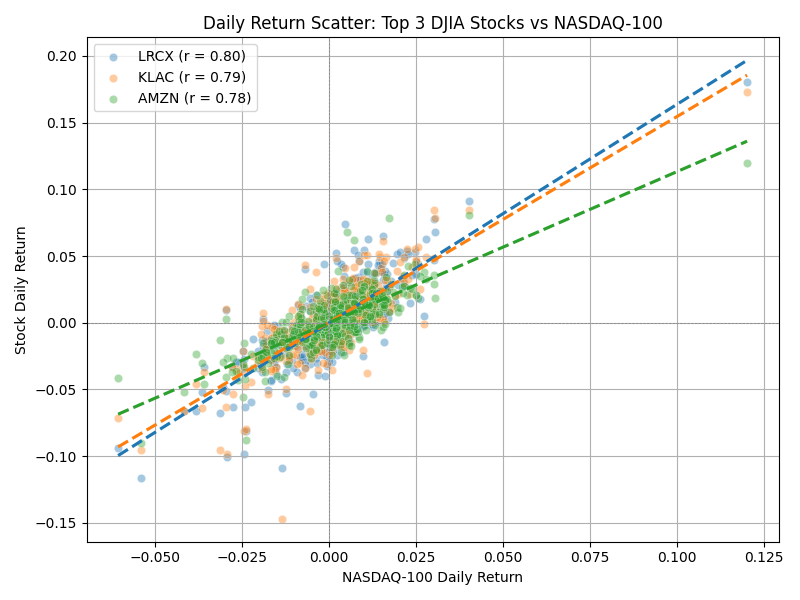 Daily Return Scatter: Top 3 DJIA Stocks vs NASDAQ-100
LRCX (r = 0.80)
KLAC (r = 0.79)
AMZN (r = 0.78)
Stock Daily Return
0.20
0.15
0.10
0.05
0.00
−0.05
−0.10
−0.15
−0.050
−0.025
0.000
0.025
0.050
0.075
0.100
0.125
NASDAQ-100 Daily Return